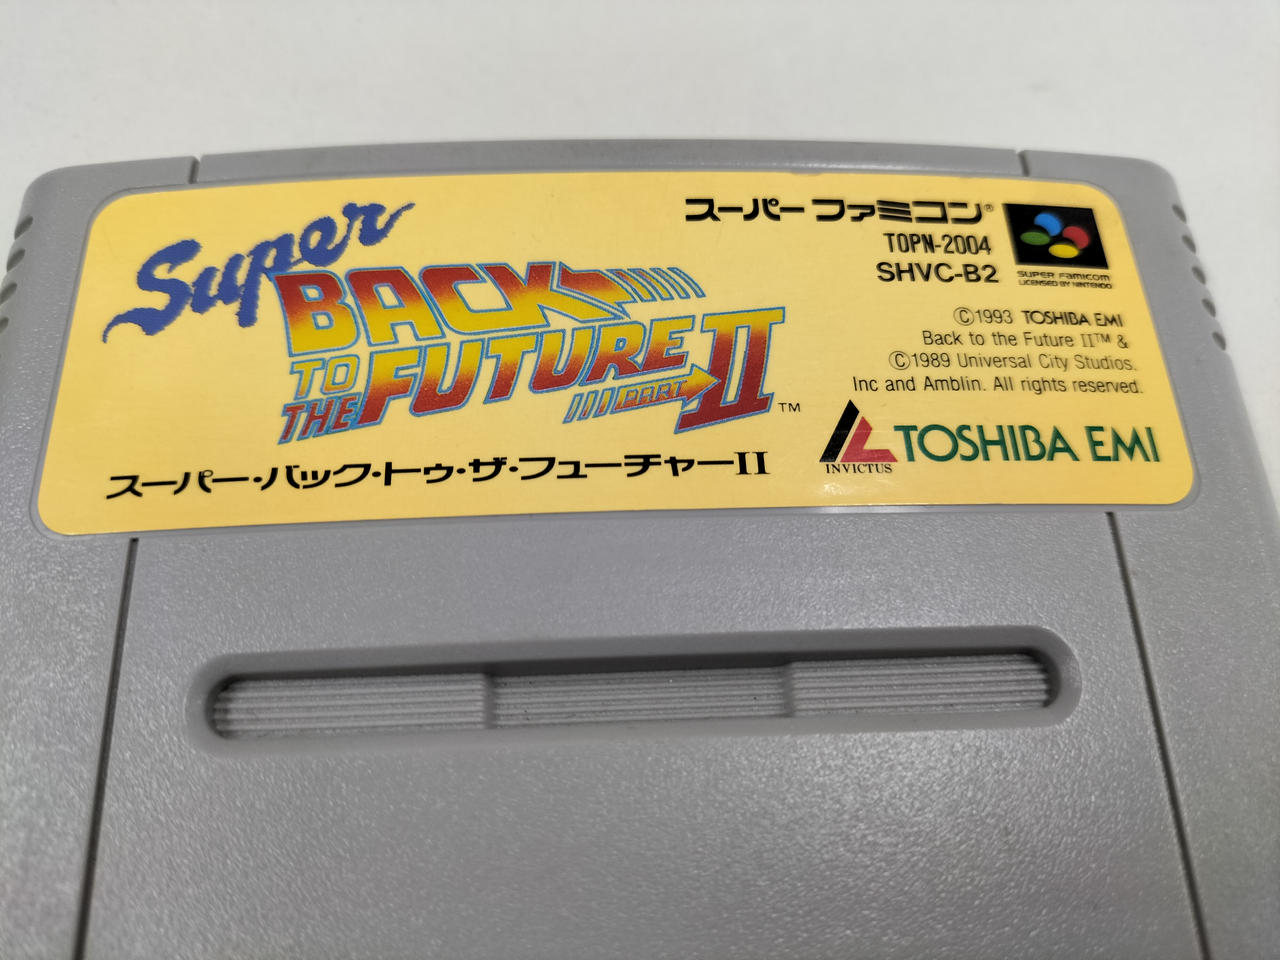 Super
BACK
TO
THE FUTURE
PART II ™
スーパー・バック・トゥ・ザ・フューチャーII
スーパーファミコン®
TOPN-2004
SHVC-B2
SUPER FAMICOM
LICENSED BY NINTENDO
©1993 TOSHIBA EMI
Back to the Future II™ &
©1989 Universal City Studios.
Inc and Amblin. All rights reserved.
INVICTUS
TOSHIBA EMI